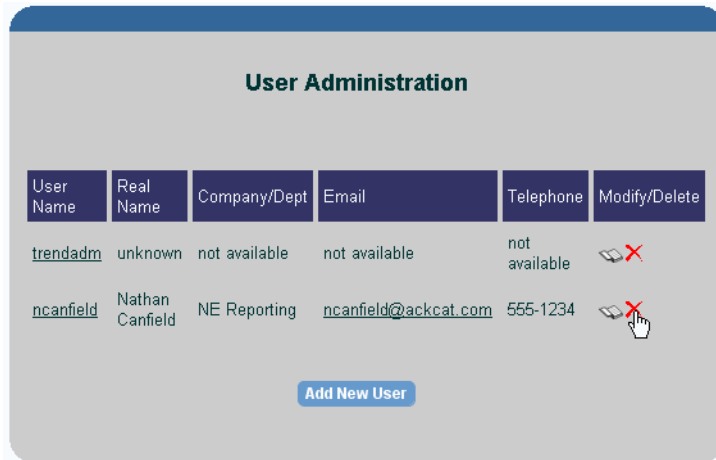 User Administration
User Name Real Name Company/Dept Email Telephone Modify/Delete
trendadm unknown not available not available not available
ncanfield Nathan Canfield NE Reporting ncanfield@ackcat.com 555-1234
Add New User